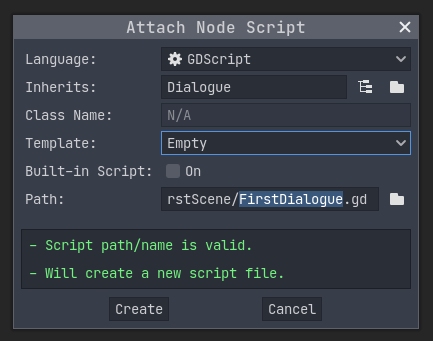 Attach Node Script
Language: GDScript
Inherits: Dialogue
Class Name: N/A
Template: Empty
Built-in Script: On
Path: rstScene/FirstDialogue.gd
- Script path/name is valid.
- Will create a new script file.
Create Cancel